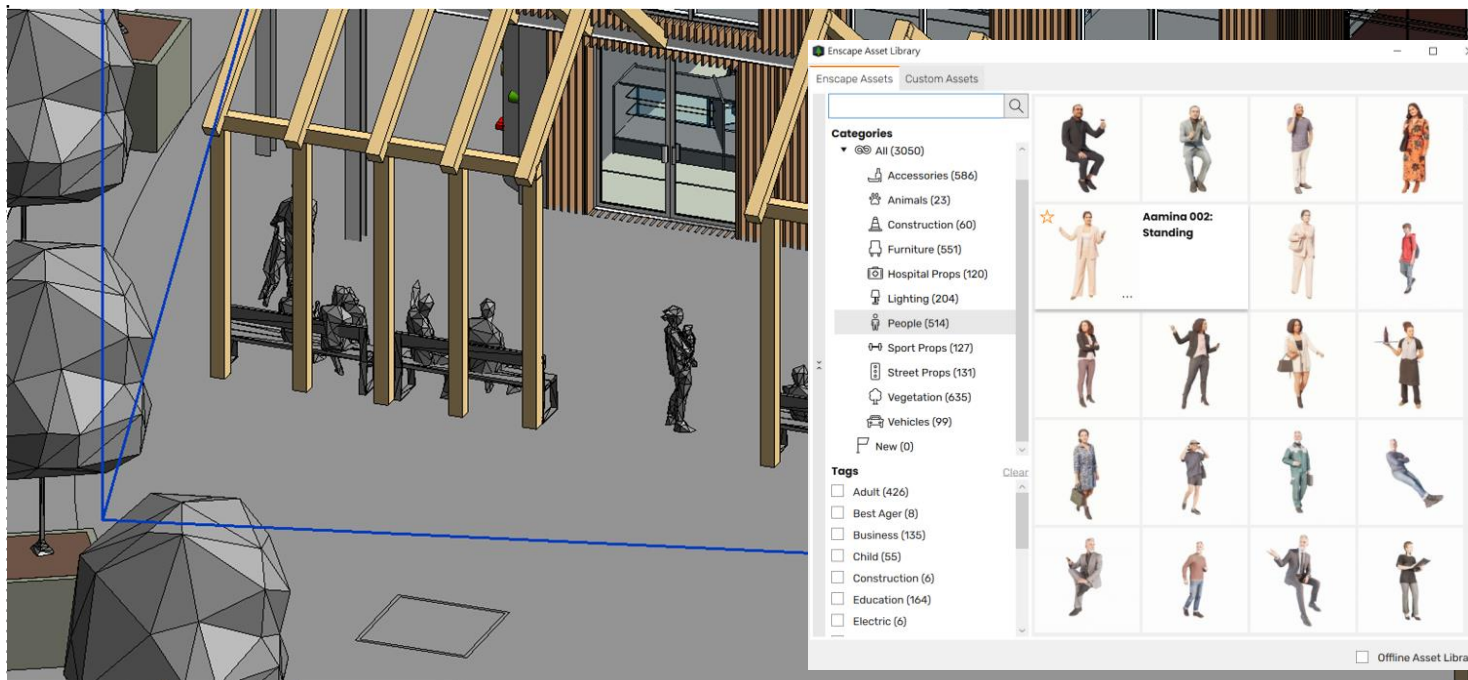 Enscape Asset Library
Enscape Assets
Custom Assets
Categories
All (3050)
Accessories (586)
Animals (23)
Construction (60)
Furniture (551)
Hospital Props (120)
Lighting (204)
People (514)
Sport Props (127)
Street Props (131)
Vegetation (635)
Vehicles (99)
New (0)
Tags
Clear
Adult (426)
Best Ager (8)
Business (135)
Child (55)
Construction (6)
Education (164)
Electric (6)
Aamina 002:
Standing
...
Offline Asset Libra